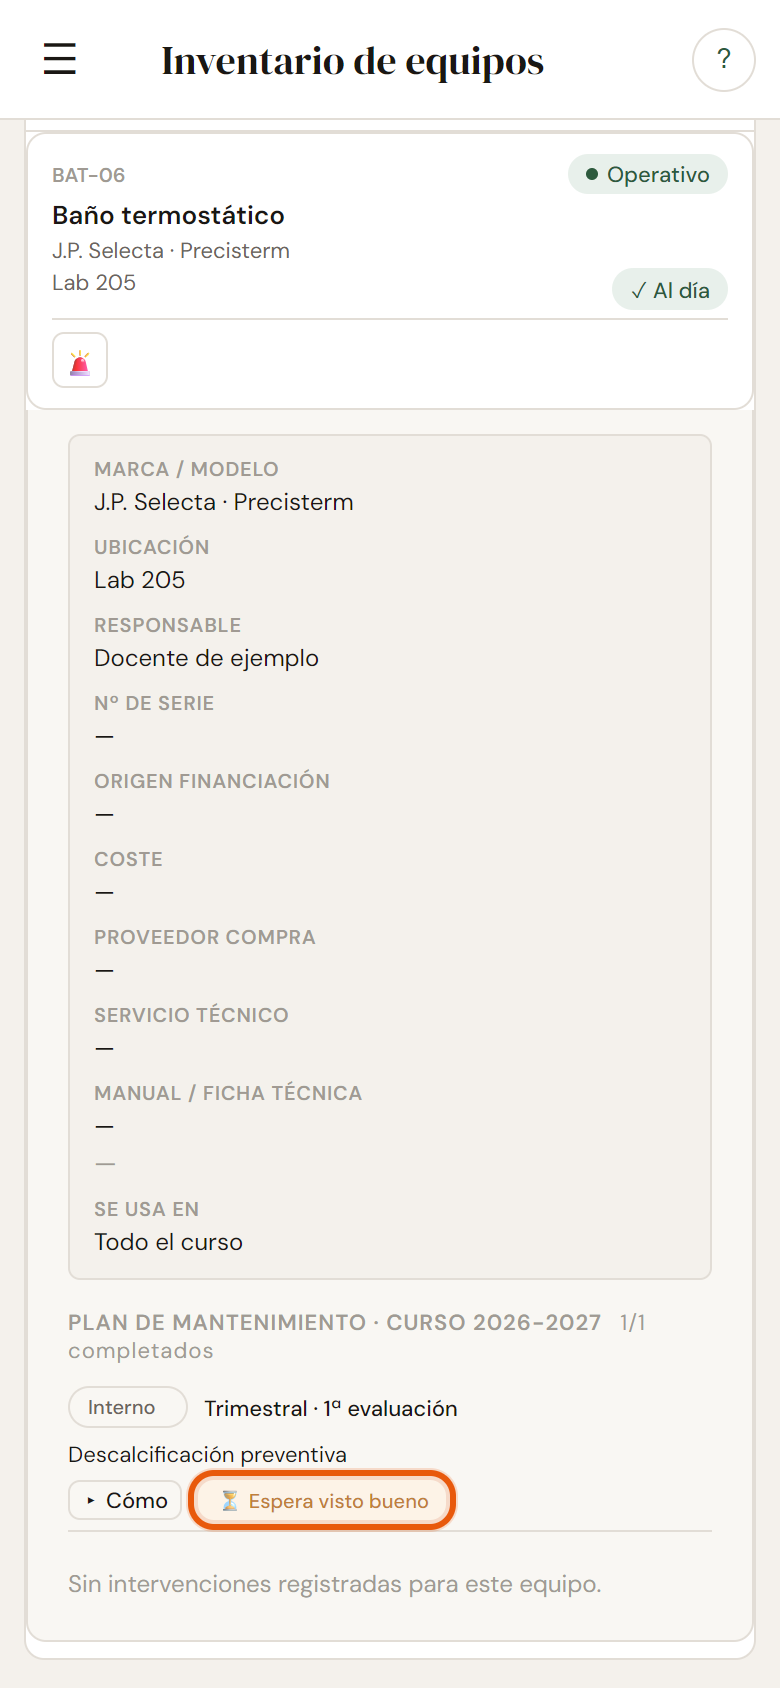 ☰ Inventario de equipos ?
BAT-06
● Operativo
Baño termostático
J.P. Selecta · Precisterm
Lab 205
✓ Al día
MARCA / MODELO
J.P. Selecta · Precisterm
UBICACIÓN
Lab 205
RESPONSABLE
Docente de ejemplo
Nº DE SERIE
—
ORIGEN FINANCIACIÓN
—
COSTE
—
PROVEEDOR COMPRA
—
SERVICIO TÉCNICO
—
MANUAL / FICHA TÉCNICA
—
—
SE USA EN
Todo el curso
PLAN DE MANTENIMIENTO · CURSO 2026-2027 1/1
completados
Interno Trimestral · 1ª evaluación
Descalcificación preventiva
▸ Cómo ⏳ Espera visto bueno
Sin intervenciones registradas para este equipo.